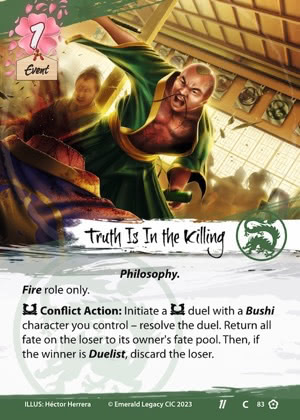 1
Event
Truth Is In the Killing
Philosophy.
Fire role only.
Conflict Action: Initiate a duel with a Bushi
character you control – resolve the duel. Return all
fate on the loser to its owner's fate pool. Then, if
the winner is Duelist, discard the loser.
ILLUS: Héctor Herrera © Emerald Legacy CIC 2023 C 83